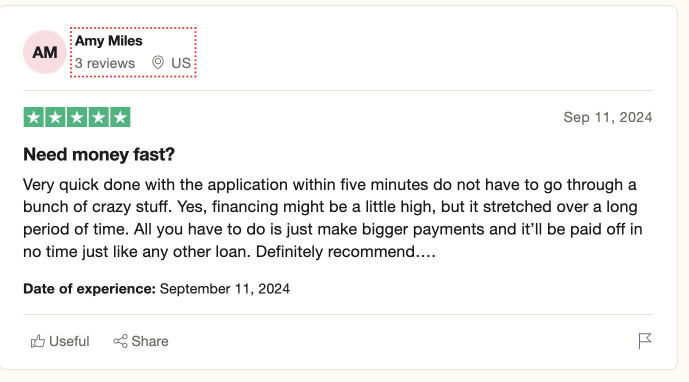 AM
Amy Miles
3 reviews US
Sep 11, 2024
Need money fast?
Very quick done with the application within five minutes do not have to go through a
bunch of crazy stuff. Yes, financing might be a little high, but it stretched over a long
period of time. All you have to do is just make bigger payments and it’ll be paid off in
no time just like any other loan. Definitely recommend….
Date of experience: September 11, 2024
Useful Share